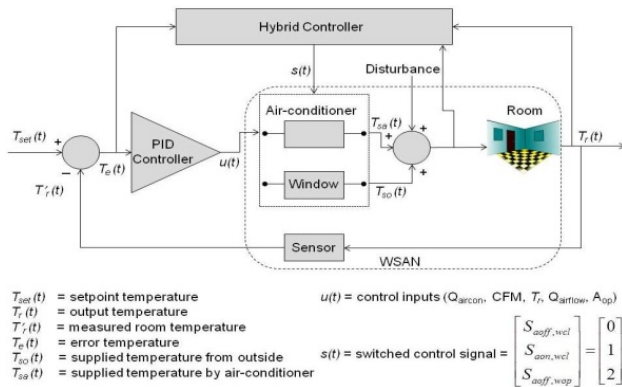 Hybrid Controller
s(t)
Disturbance
Air-conditioner
Room
T_set(t)
+
−
T'_r(t)
T_e(t)
PID
Controller
u(t)
T_sa(t)
+
+
+
T_r(t)
Window
T_so(t)
Sensor
WSAN
T_set(t) = setpoint temperature
T_r(t) = output temperature
T'_r(t) = measured room temperature
T_e(t) = error temperature
T_so(t) = supplied temperature from outside
T_sa(t) = supplied temperature by air-conditioner
u(t) = control inputs (Q_aircon, CFM, T_r, Q_airflow, A_op)
s(t) = switched control signal = [S_aoff,wcl S_aon,wcl S_aoff,wop] = [0 1 2]